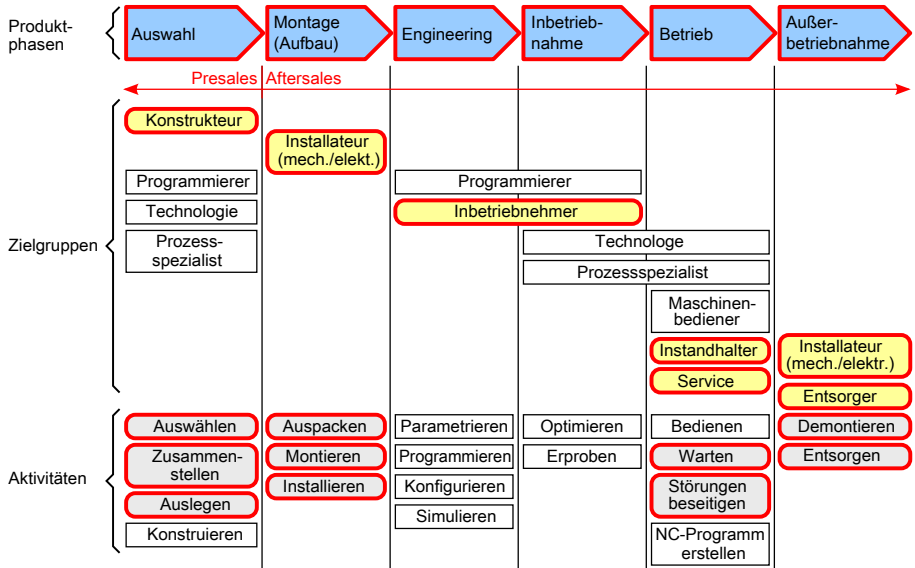 Produkt-
phasen
Auswahl
Montage
(Aufbau)
Engineering
Inbetrieb-
nahme
Betrieb
Außer-
betriebnahme
Presales
Aftersales
Zielgruppen
Konstrukteur
Installateur
(mech./elekt.)
Programmierer
Programmierer
Technologie
Inbetriebnehmer
Prozess-
spezialist
Technologe
Prozessspezialist
Maschinen-
bediener
Instandhalter
Installateur
(mech./elektr.)
Service
Entsorger
Aktivitäten
Auswählen
Auspacken
Parametrieren
Optimieren
Bedienen
Demontieren
Zusammen-
stellen
Montieren
Programmieren
Erproben
Warten
Entsorgen
Auslegen
Installieren
Konfigurieren
Störungen
beseitigen
Konstruieren
Simulieren
NC-Programm
erstellen